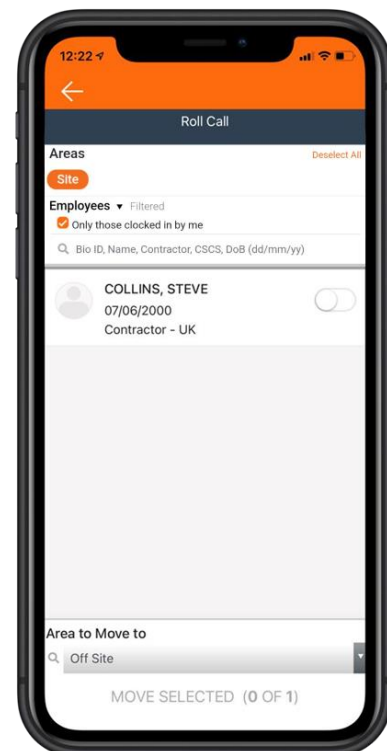 12:22
Roll Call
Areas
Deselect All
Site
Employees ▼ Filtered
Only those clocked in by me
Bio ID, Name, Contractor, CSCS, DoB (dd/mm/yy)
COLLINS, STEVE
07/06/2000
Contractor - UK
Area to Move to
Off Site
MOVE SELECTED (0 OF 1)